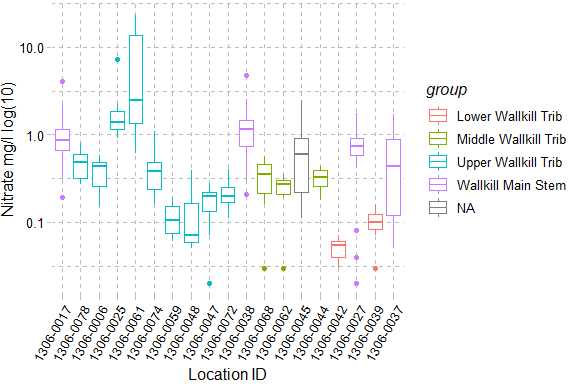 Nitrate mg/l log(10)
10.0
1.0
0.1
1306-0017
1306-0078
1306-0006
1306-0025
1306-0061
1306-0074
1306-0059
1306-0048
1306-0047
1306-0072
1306-0038
1306-0068
1306-0062
1306-0045
1306-0044
1306-0042
1306-0027
1306-0039
1306-0037
Location ID
group
Lower Wallkill Trib
Middle Wallkill Trib
Upper Wallkill Trib
Wallkill Main Stem
NA